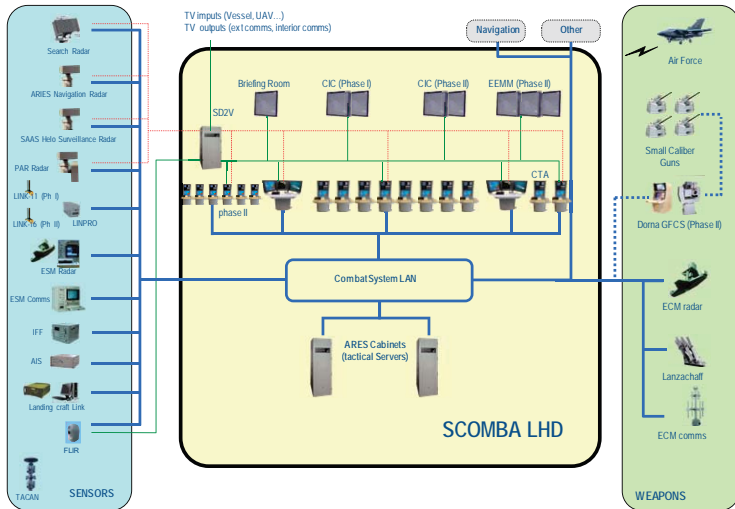 TV imputs (Vessel, UAV...)
TV outputs (ext comms, interior comms)
Navigation
Other
Search Radar
ARIES Navigation Radar
SAAS Helo Surveillance Radar
PAR Radar
LINK-11 (Ph I)
LINK-16 (Ph II)
LINPRO
ESM Radar
ESM Comms
IFF
AIS
Landing craft Link
FLIR
TACAN
SENSORS
Briefing Room
CIC (Phase I)
CIC (Phase II)
EEMM (Phase II)
SD2V
CTA
phase II
Combat System LAN
ARES Cabinets
(tactical Servers)
SCOMBA LHD
Air Force
Small Caliber
Guns
Dorna GFCS (Phase II)
ECM radar
Lanzachaff
ECM comms
WEAPONS